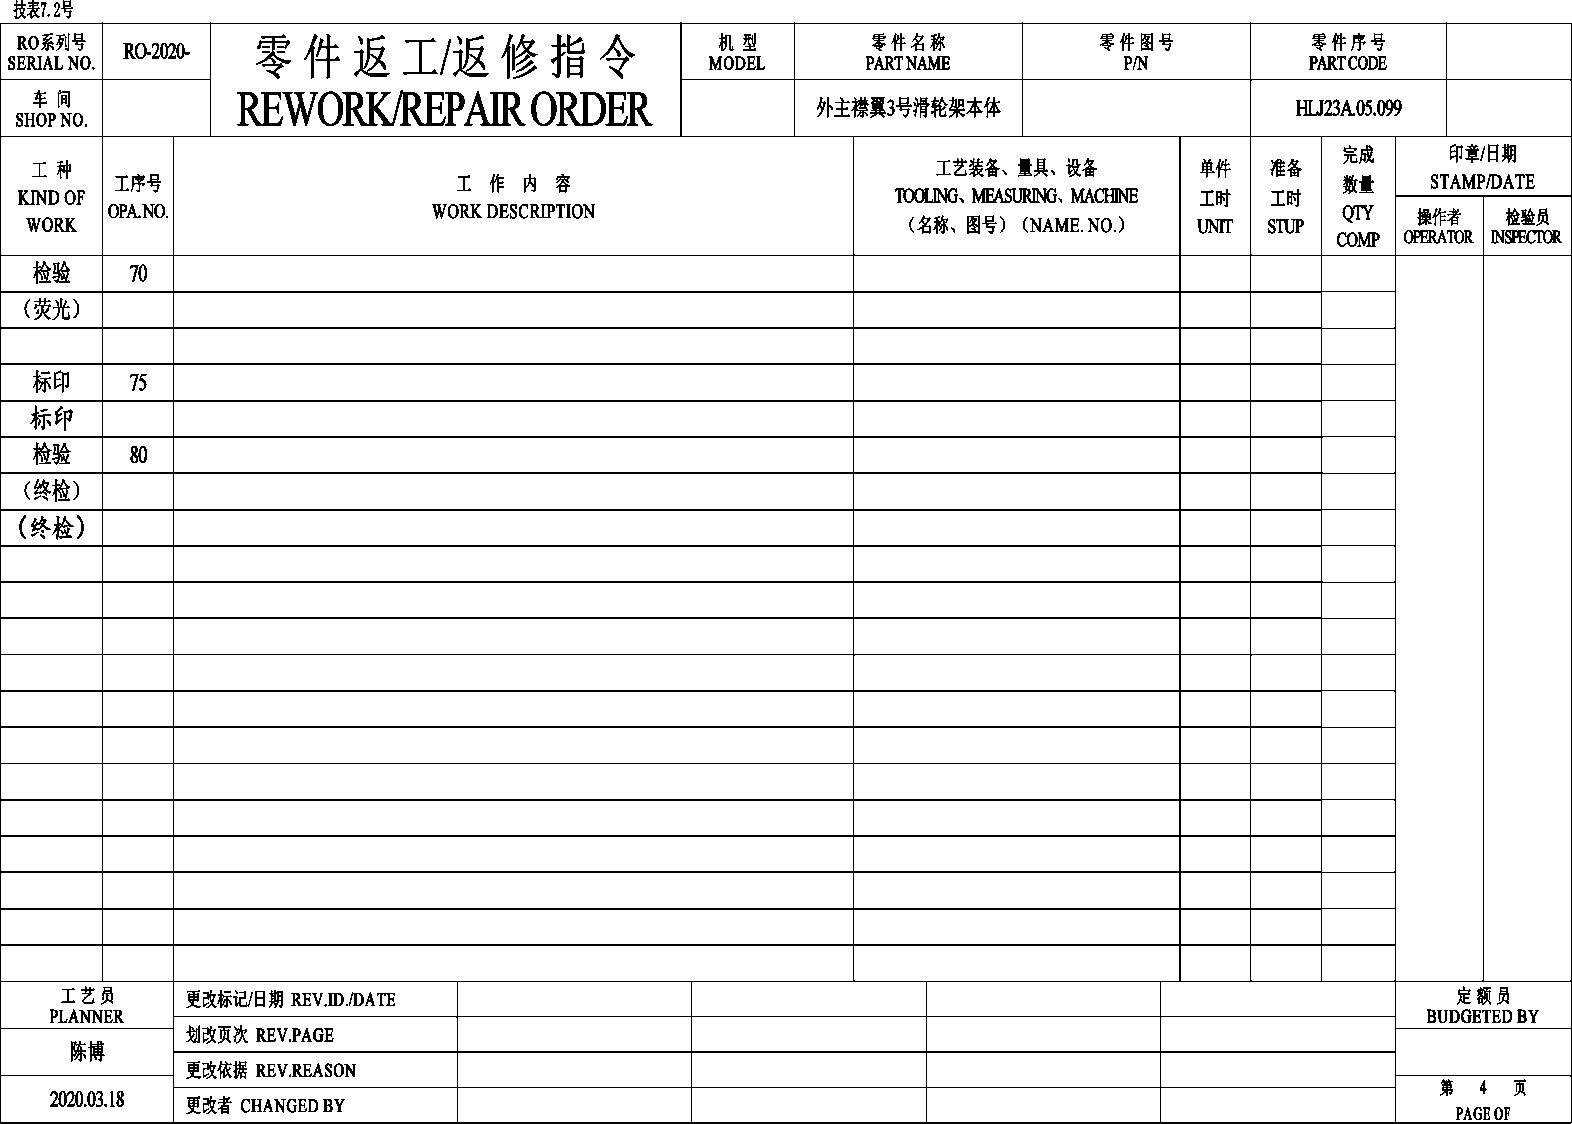 技表7.2号
RO系列号
SERIAL NO.
RO-2020-
零件返工/返修指令
REWORK/REPAIR ORDER
机型
MODEL
零件名称
PART NAME
零件图号
P/N
零件序号
PART CODE
车间
SHOP NO.
外主襟翼3号滑轮架本体
HLJ23A.05.099
工种
KIND OF
WORK
工序号
OPA.NO.
工作内容
WORK DESCRIPTION
工艺装备、量具、设备
TOOLING、MEASURING、MACHINE
（名称、图号）（NAME. NO.）
单件
工时
UNIT
准备
工时
STUP
完成
数量
QTY
COMP
印章/日期
STAMP/DATE
操作者
OPERATOR
检验员
INSPECTOR
检验 70
（荧光）
标印 75
标印
检验 80
（终检）
（终检）
工艺员
PLANNER
陈博
2020.03.18
更改标记/日期 REV.ID./DATE
划改页次 REV.PAGE
更改依据 REV.REASON
更改者 CHANGED BY
定额员
BUDGETED BY
第 4 页
PAGE OF